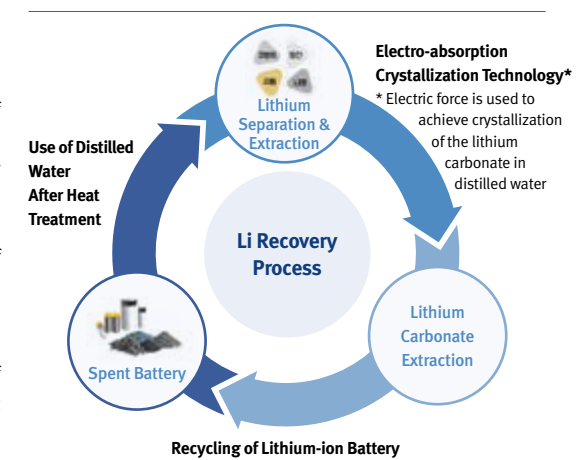 Electro-absorption
Crystallization Technology*
* Electric force is used to
achieve crystallization
of the lithium
carbonate in
distilled water
Lithium
Separation &
Extraction
Use of Distilled
Water
After Heat
Treatment
Li Recovery
Process
Lithium
Carbonate
Extraction
Spent Battery
Recycling of Lithium-ion Battery